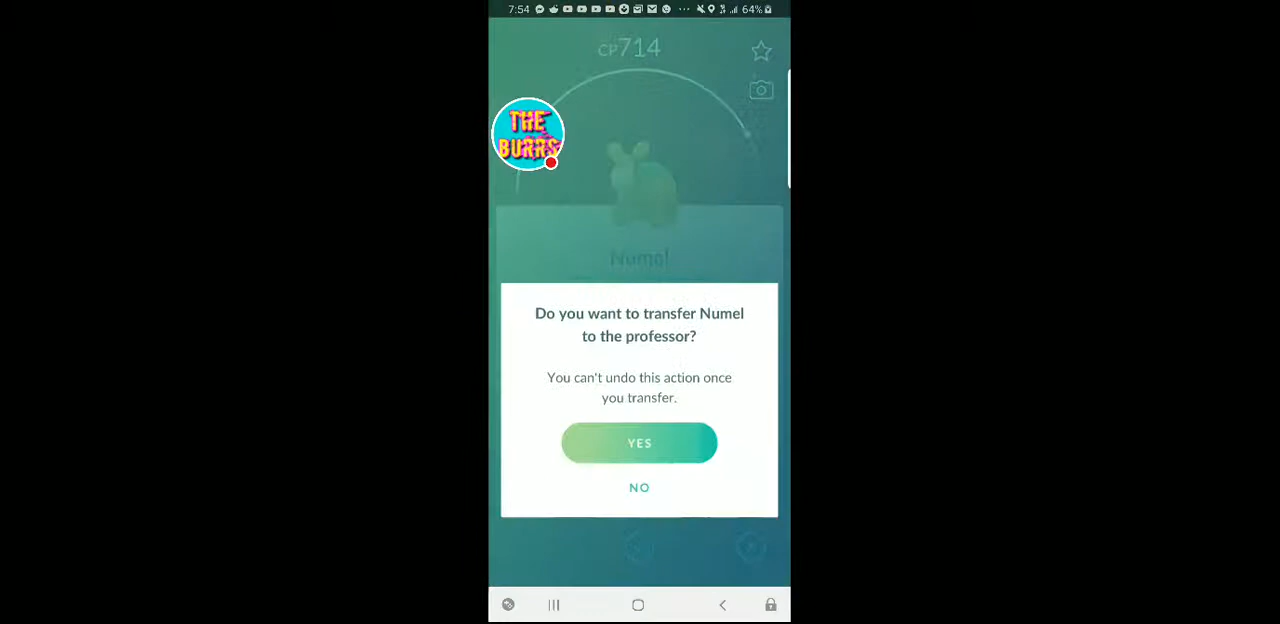 7:54
64%
CP714
THE
BURRS
Numel
Do you want to transfer Numel
to the professor?
You can't undo this action once
you transfer.
YES
NO